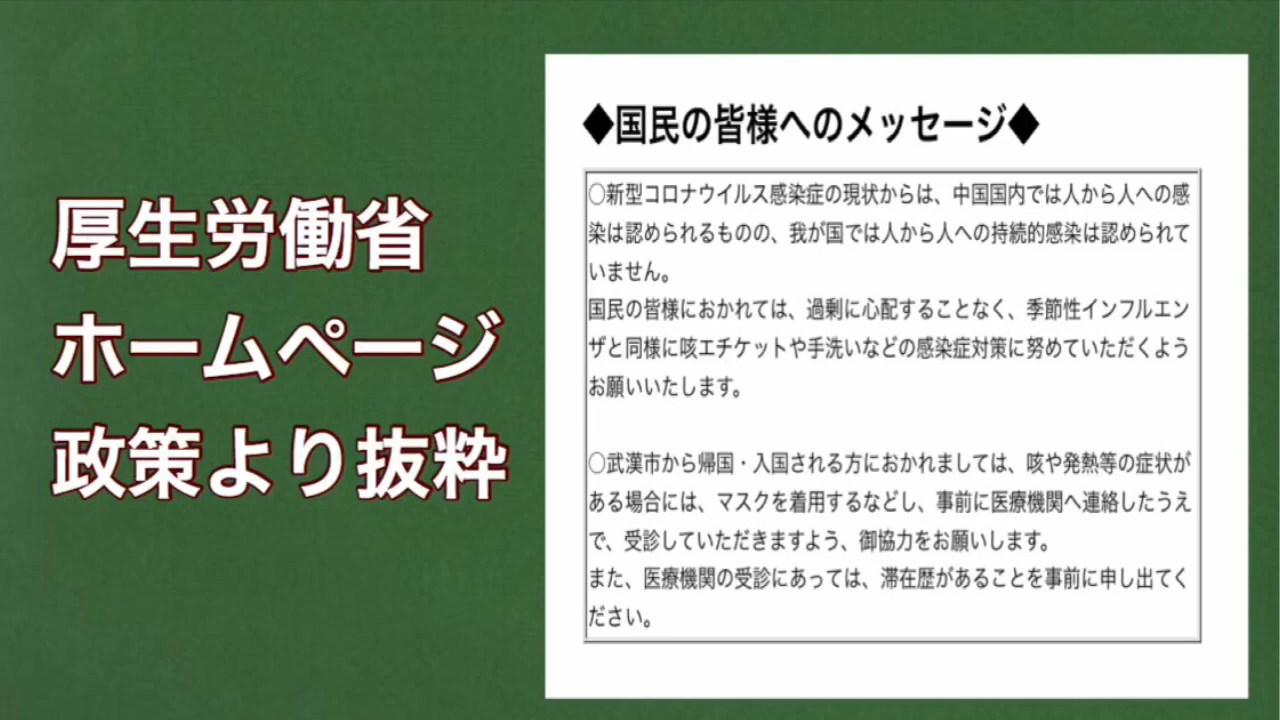 厚生労働省
ホームページ
政策より抜粋
◆国民の皆様へのメッセージ◆
○新型コロナウイルス感染症の現状からは、中国国内では人から人への感
染は認められるものの、我が国では人から人への持続的感染は認められて
いません。
国民の皆様におかれては、過剰に心配することなく、季節性インフルエン
ザと同様に咳エチケットや手洗いなどの感染症対策に努めていただくよう
お願いいたします。
○武漢市から帰国・入国される方におかれましては、咳や発熱等の症状が
ある場合には、マスクを着用するなどし、事前に医療機関へ連絡したうえ
で、受診していただきますよう、御協力をお願いします。
また、医療機関の受診にあっては、滞在歴があることを事前に申し出てく
ださい。